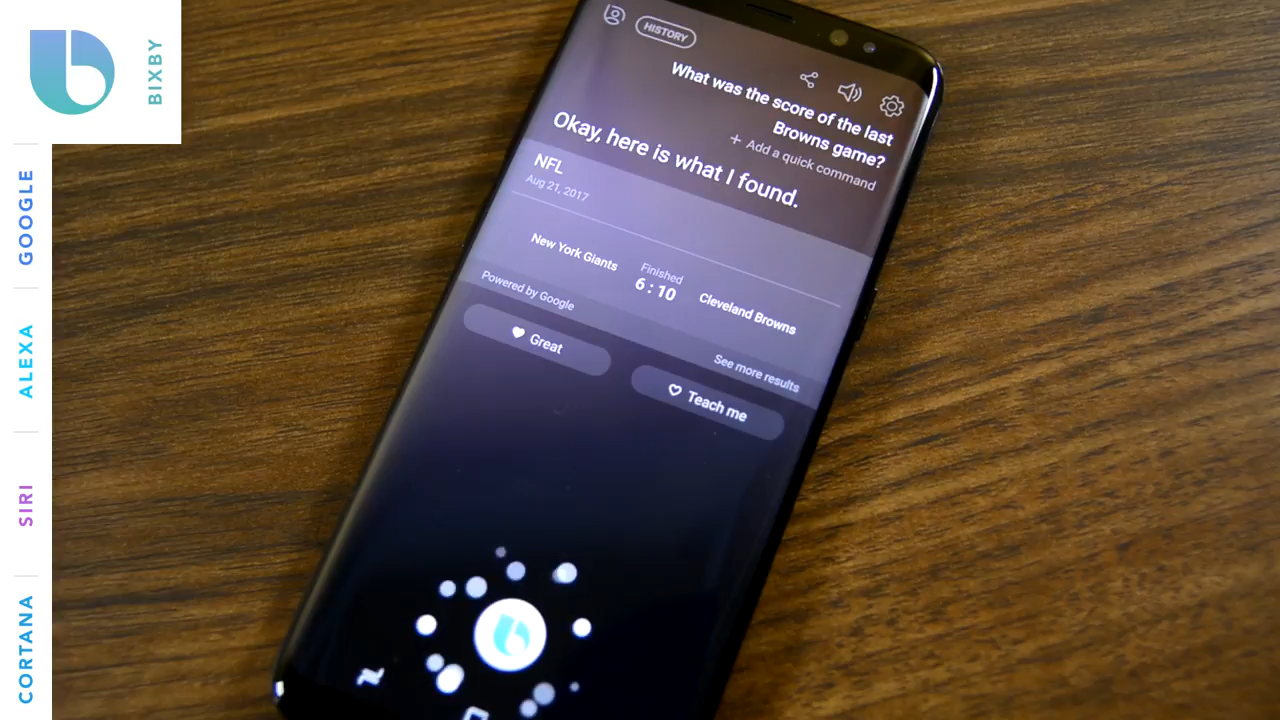 BIXBY
GOOGLE
ALEXA
SIRI
CORTANA
HISTORY
What was the score of the last
Browns game?
+ Add a quick command
Okay, here is what I found.
NFL
Aug 21, 2017
New York Giants
Finished
6 : 10
Cleveland Browns
Powered by Google
See more results
Great
Teach me